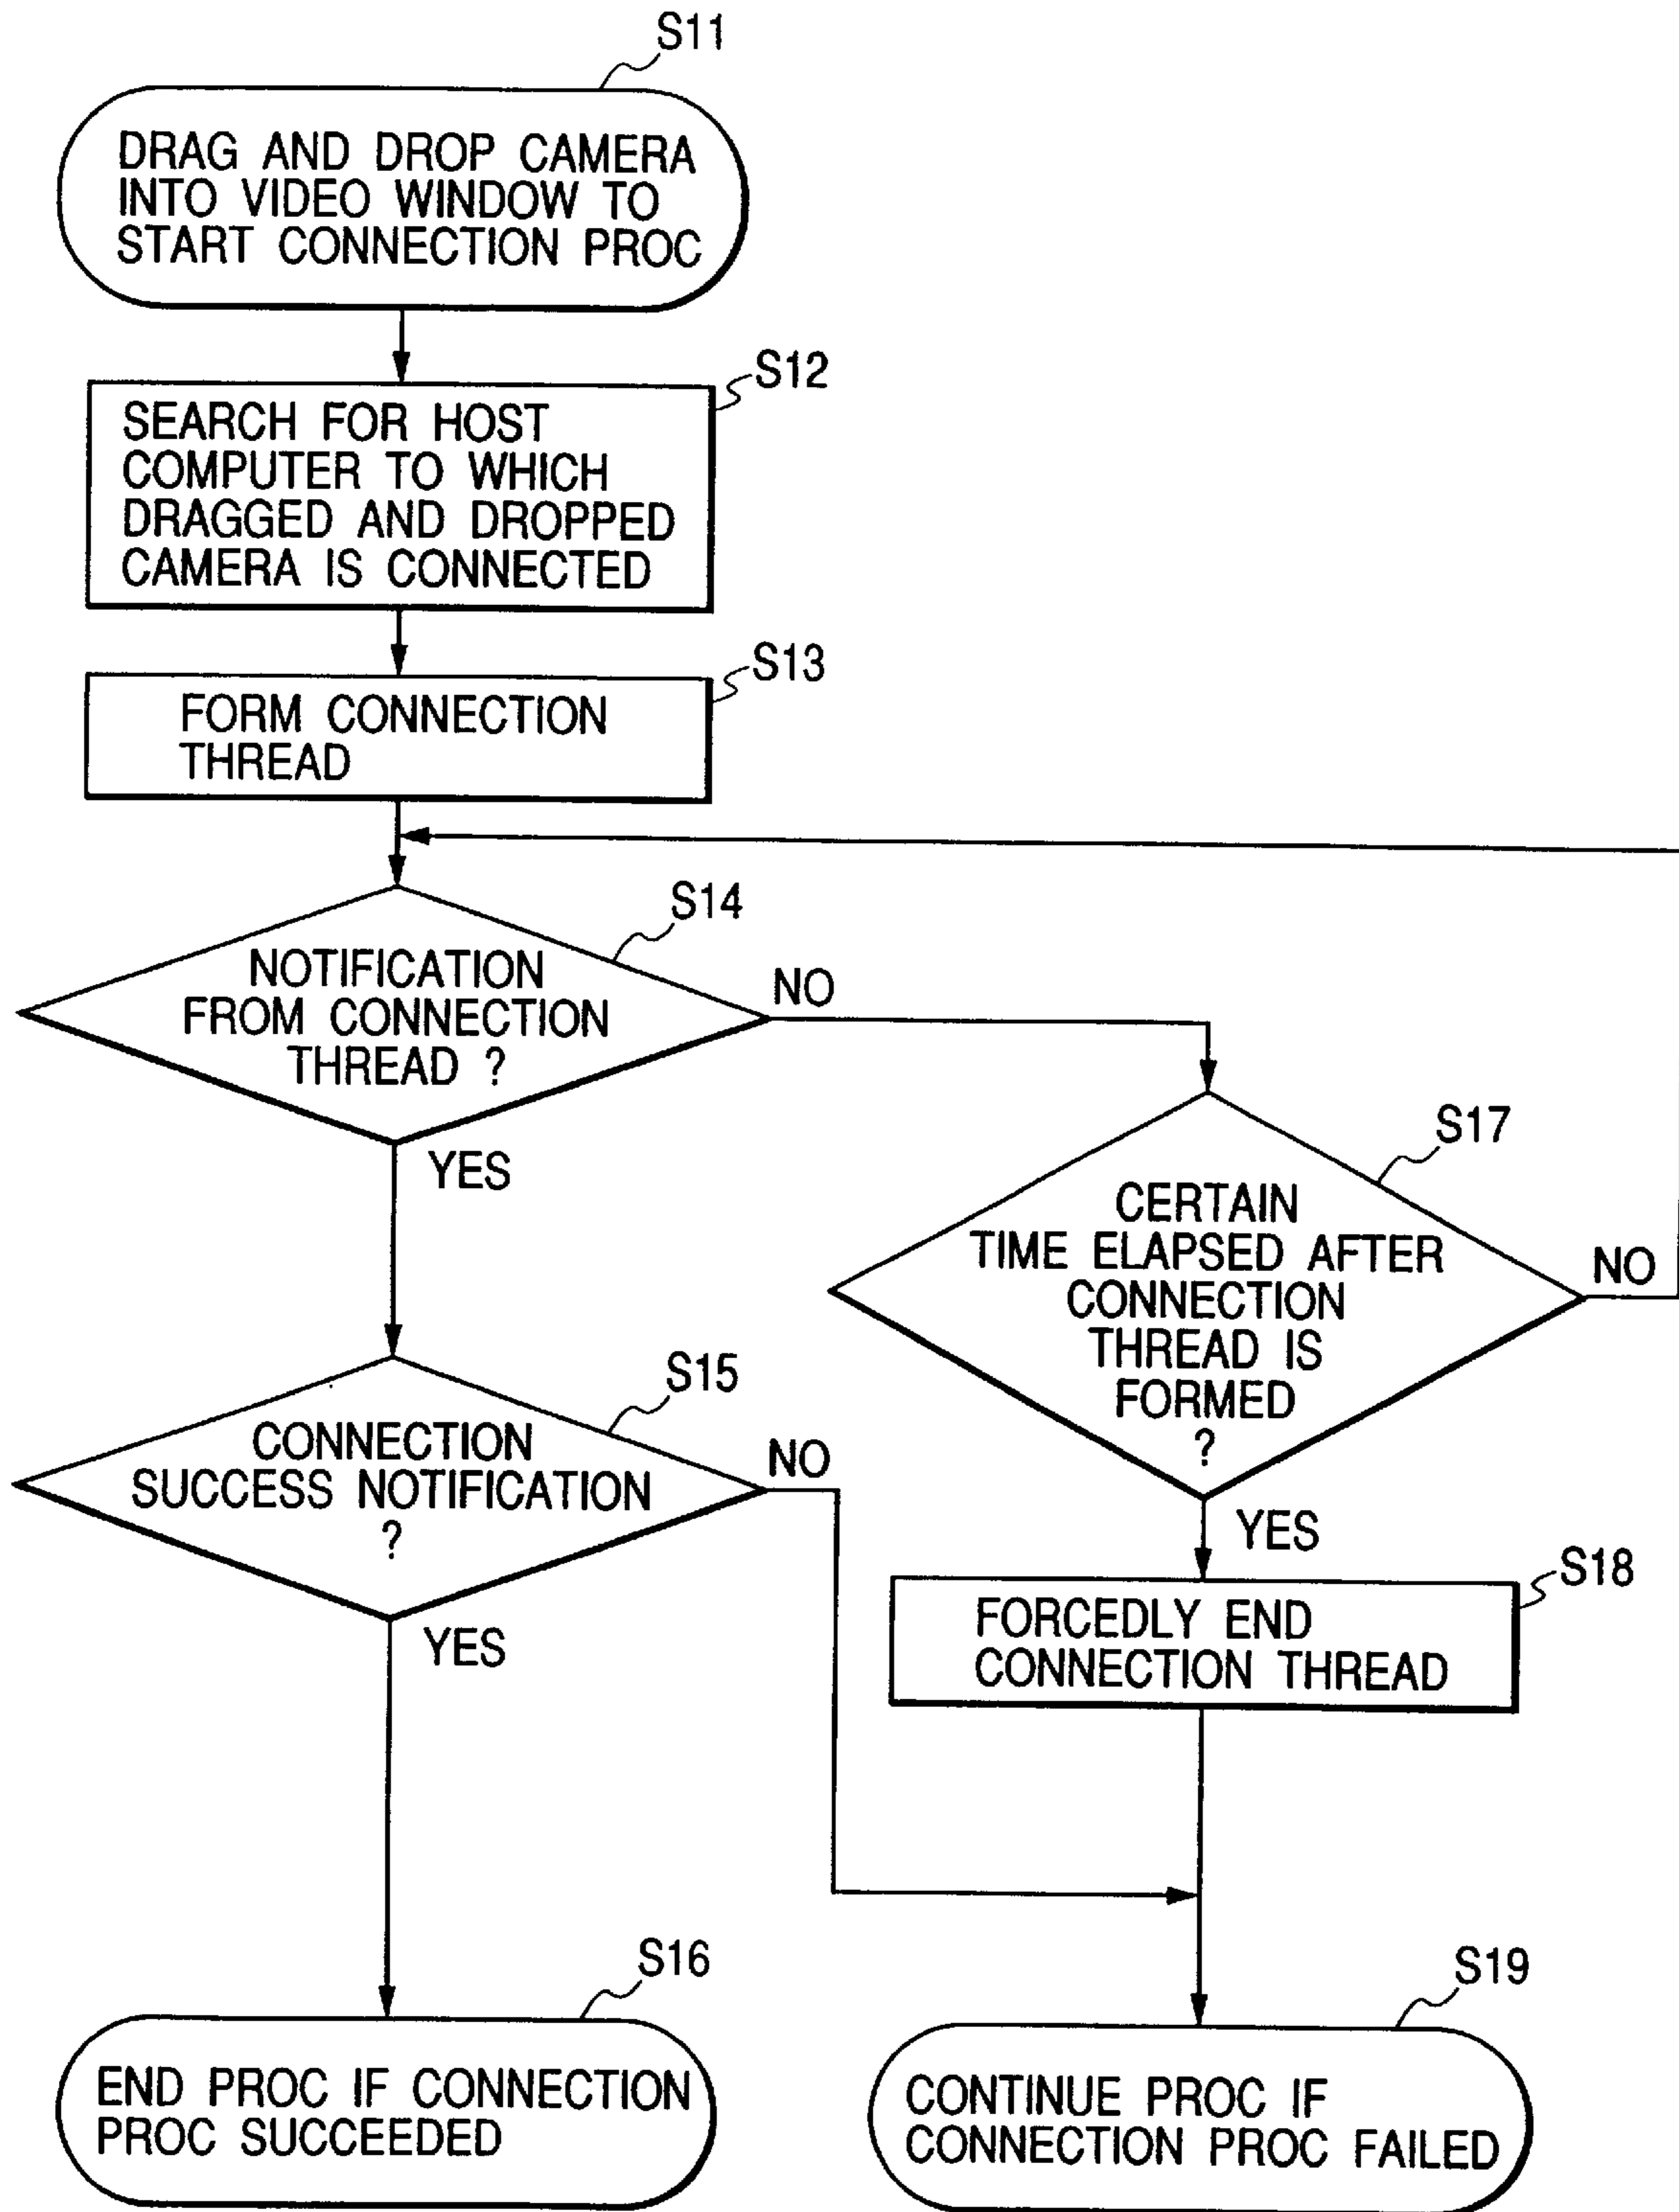 S11
DRAG AND DROP CAMERA
INTO VIDEO WINDOW TO
START CONNECTION PROC
S12
SEARCH FOR HOST
COMPUTER TO WHICH
DRAGGED AND DROPPED
CAMERA IS CONNECTED
S13
FORM CONNECTION
THREAD
S14
NOTIFICATION
FROM CONNECTION
THREAD ?
NO
YES
S17
CERTAIN
TIME ELAPSED AFTER
CONNECTION
THREAD IS
FORMED
?
NO
YES
S15
CONNECTION
SUCCESS NOTIFICATION
?
NO
YES
S18
FORCEDLY END
CONNECTION THREAD
S16
END PROC IF CONNECTION
PROC SUCCEEDED
S19
CONTINUE PROC IF
CONNECTION PROC FAILED